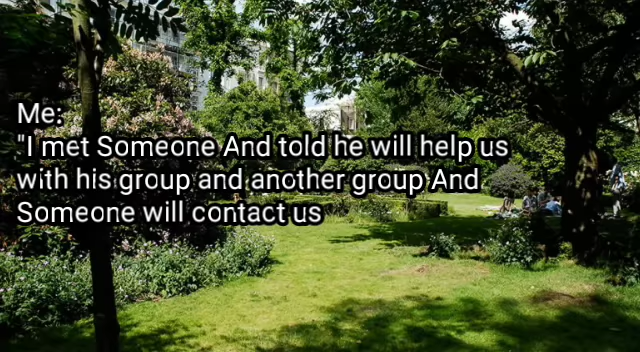 Me:
"I met Someone And told he will help us
with his group and another group And
Someone will contact us